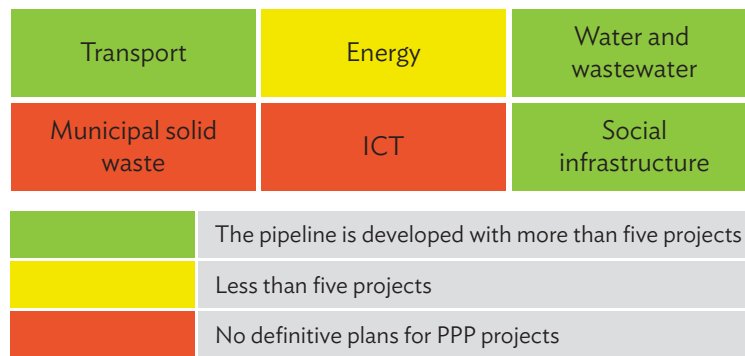 Transport
Energy
Water and
wastewater
Municipal solid
waste
ICT
Social
infrastructure
The pipeline is developed with more than five projects
Less than five projects
No definitive plans for PPP projects